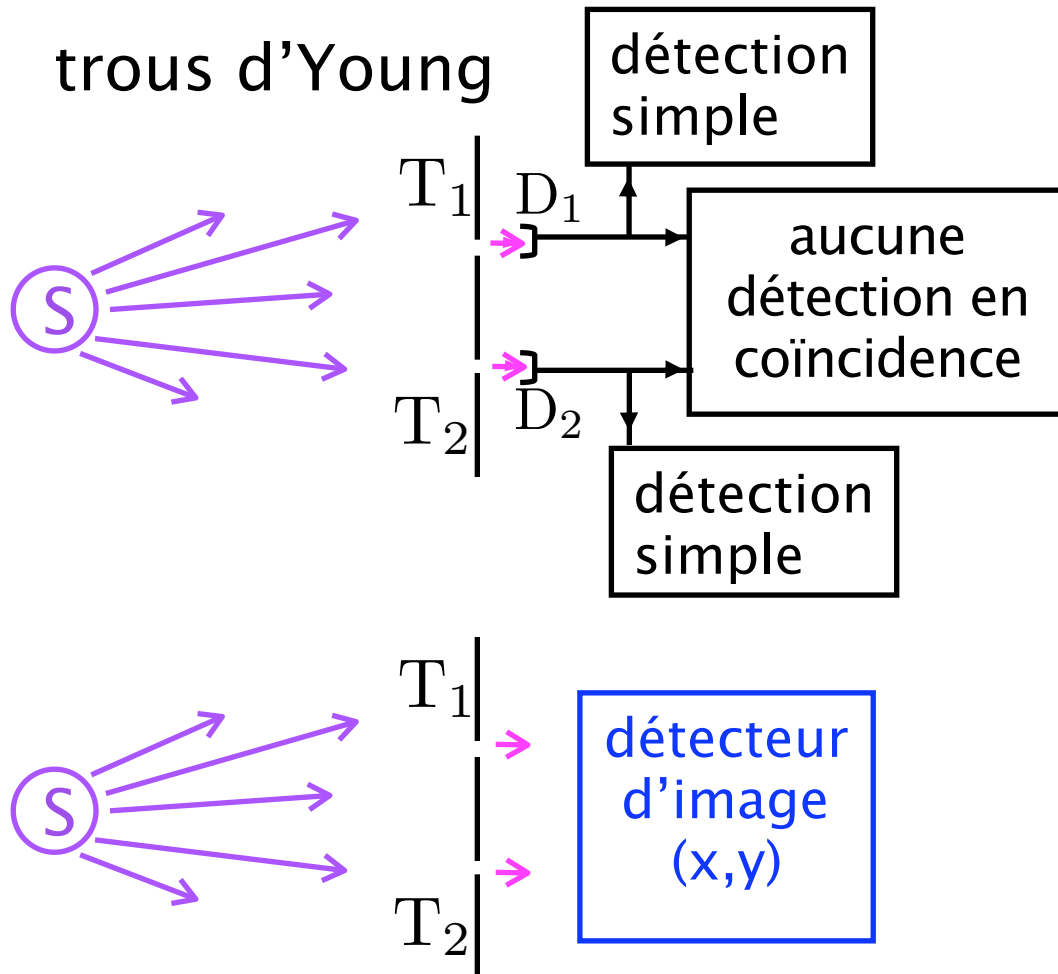 trous d'Young
détection
simple
T₁
D₁
S
aucune
détection en
coïncidence
T₂
D₂
détection
simple
T₁
S
détecteur
d'image
(x,y)
T₂